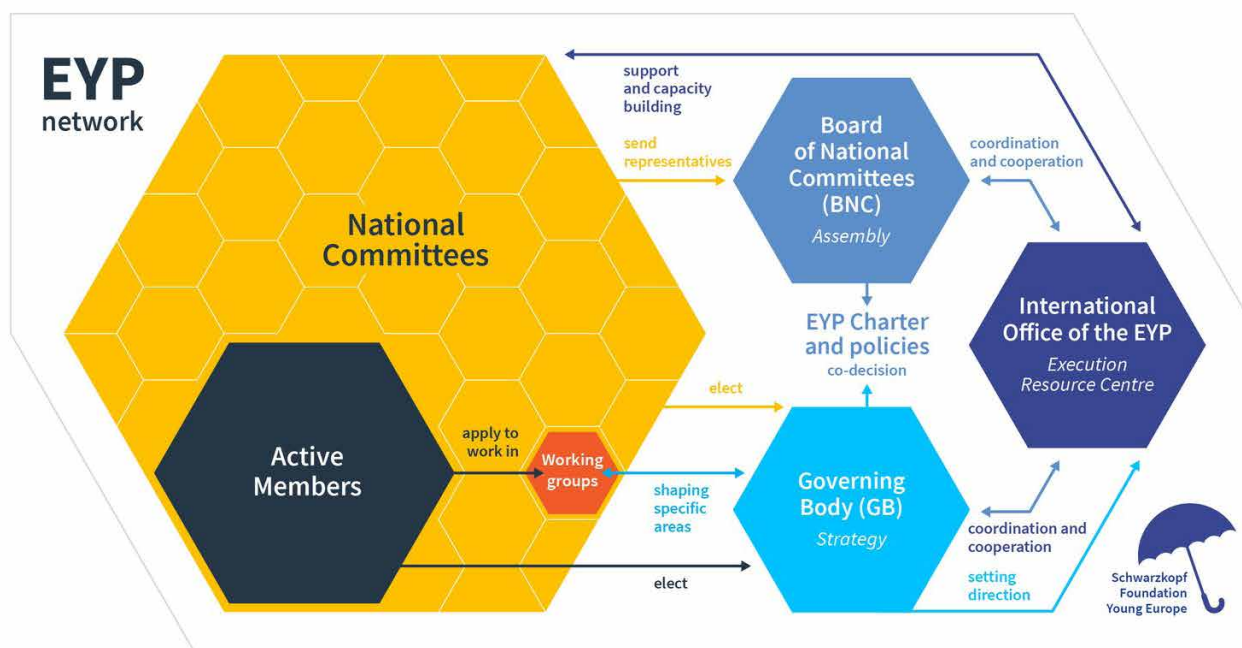 EYP
network
National
Committees
Active
Members
apply to
work in
Working
groups
support
and capacity
building
send
representatives
Board
of National
Committees
(BNC)
Assembly
coordination
and cooperation
EYP Charter
and policies
co-decision
International
Office of the EYP
Execution
Resource Centre
elect
shaping
specific
areas
Governing
Body (GB)
Strategy
elect
coordination and
cooperation
setting
direction
Schwarzkopf
Foundation
Young Europe